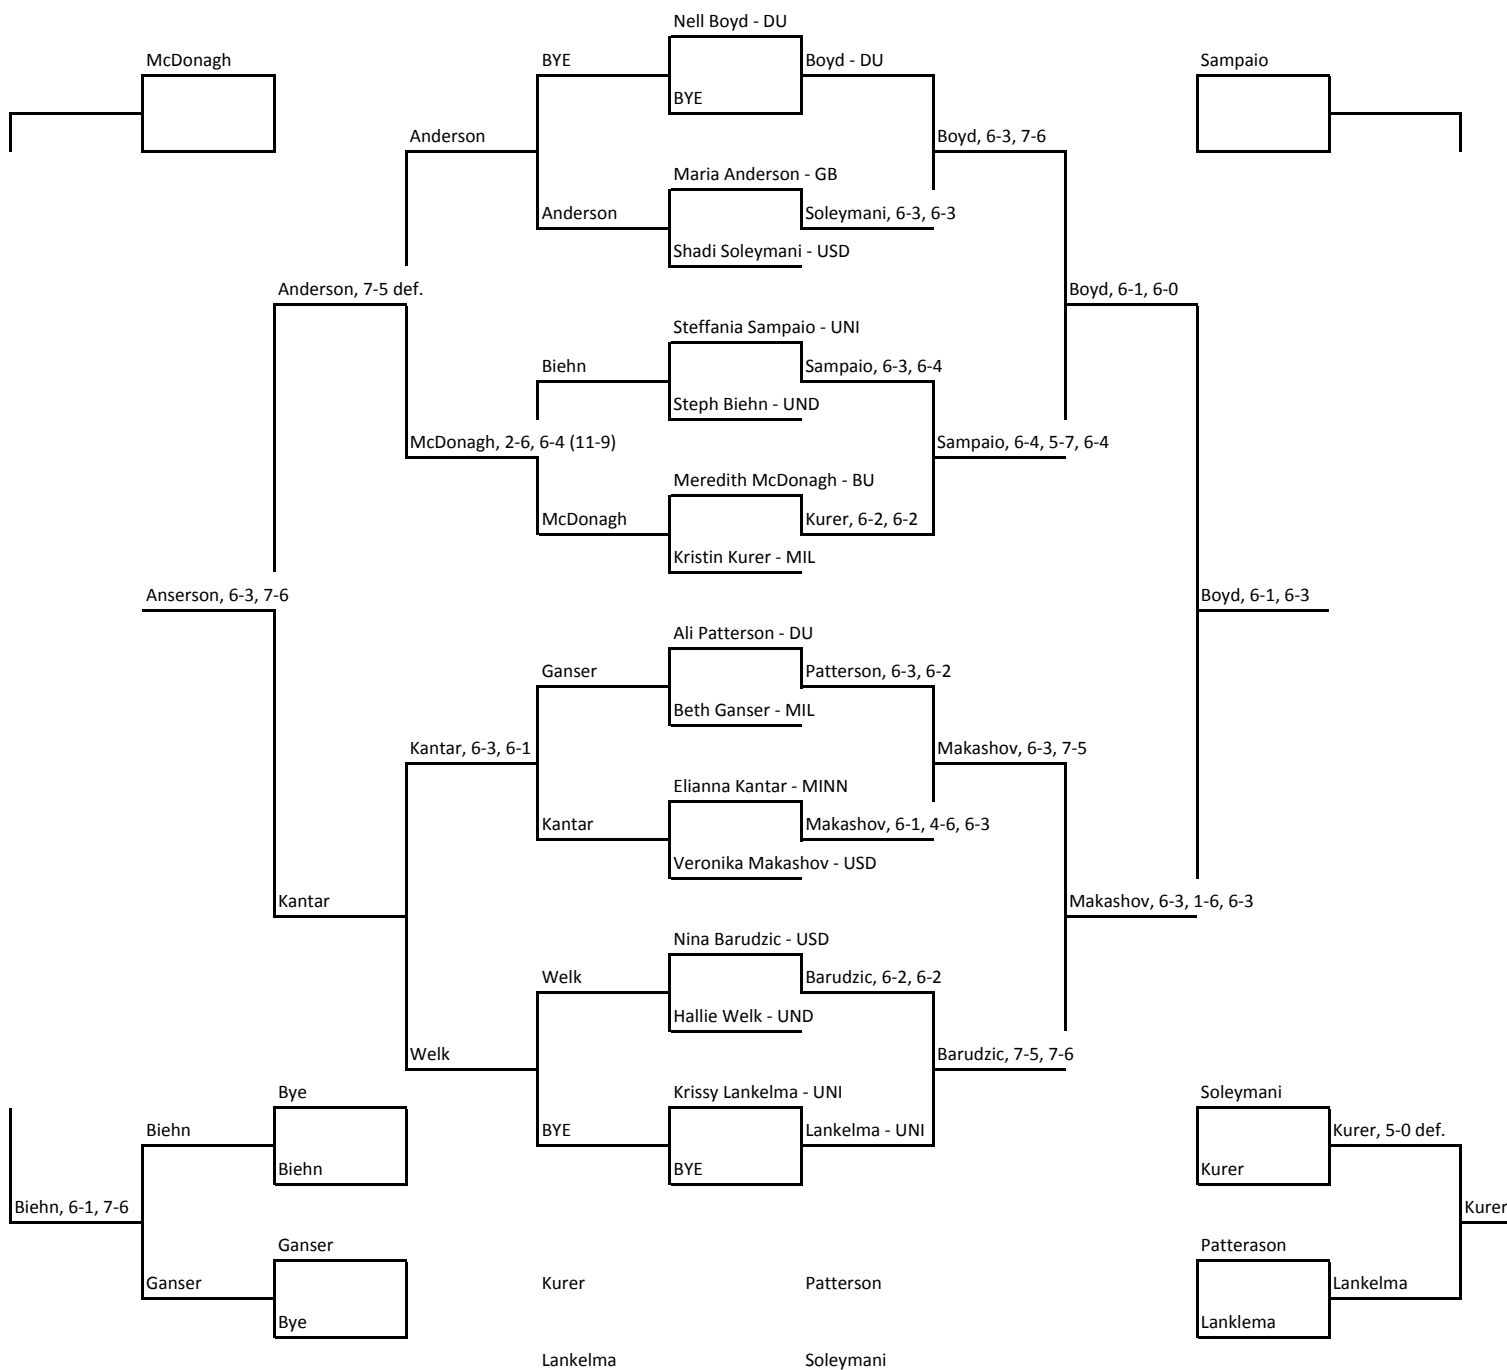 Nell Boyd - DU
McDonagh
BYE
Boyd - DU
Sampaio
BYE
Anderson
Boyd, 6-3, 7-6
Maria Anderson - GB
Anderson
Soleymani, 6-3, 6-3
Shadi Soleymani - USD
Anderson, 7-5 def.
Boyd, 6-1, 6-0
Steffania Sampaio - UNI
Biehn
Sampaio, 6-3, 6-4
Steph Biehn - UND
McDonagh, 2-6, 6-4 (11-9)
Sampaio, 6-4, 5-7, 6-4
Meredith McDonagh - BU
McDonagh
Kurer, 6-2, 6-2
Kristin Kurer - MIL
Anserson, 6-3, 7-6
Boyd, 6-1, 6-3
Ali Patterson - DU
Ganser
Patterson, 6-3, 6-2
Beth Ganser - MIL
Kantar, 6-3, 6-1
Makashov, 6-3, 7-5
Elianna Kantar - MINN
Kantar
Makashov, 6-1, 4-6, 6-3
Veronika Makashov - USD
Kantar
Makashov, 6-3, 1-6, 6-3
Nina Barudzic - USD
Welk
Barudzic, 6-2, 6-2
Hallie Welk - UND
Welk
Barudzic, 7-5, 7-6
Bye
Krissy Lankelma - UNI
Soleymani
Biehn
BYE
Lankelma - UNI
Kurer, 5-0 def.
Biehn
BYE
Kurer
Biehn, 6-1, 7-6
Kurer
Ganser
Patterason
Ganser
Kurer
Patterson
Lankelma
Bye
Lanklema
Lankelma
Soleymani